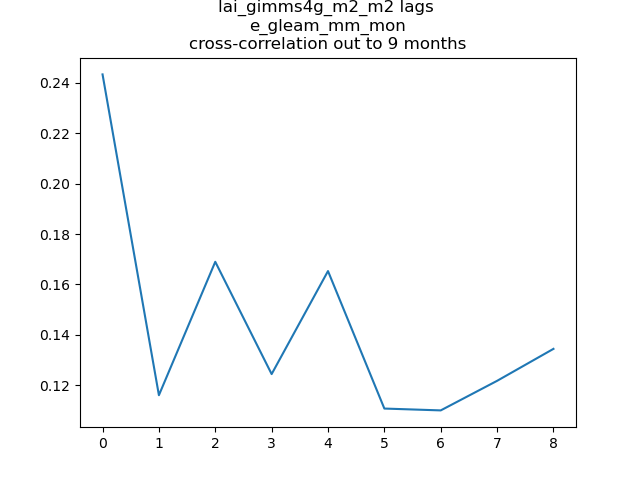 lai_gimms4g_m2_m2 lags
e_gleam_mm_mon
cross-correlation out to 9 months
0.24
0.22
0.20
0.18
0.16
0.14
0.12
0 1 2 3 4 5 6 7 8